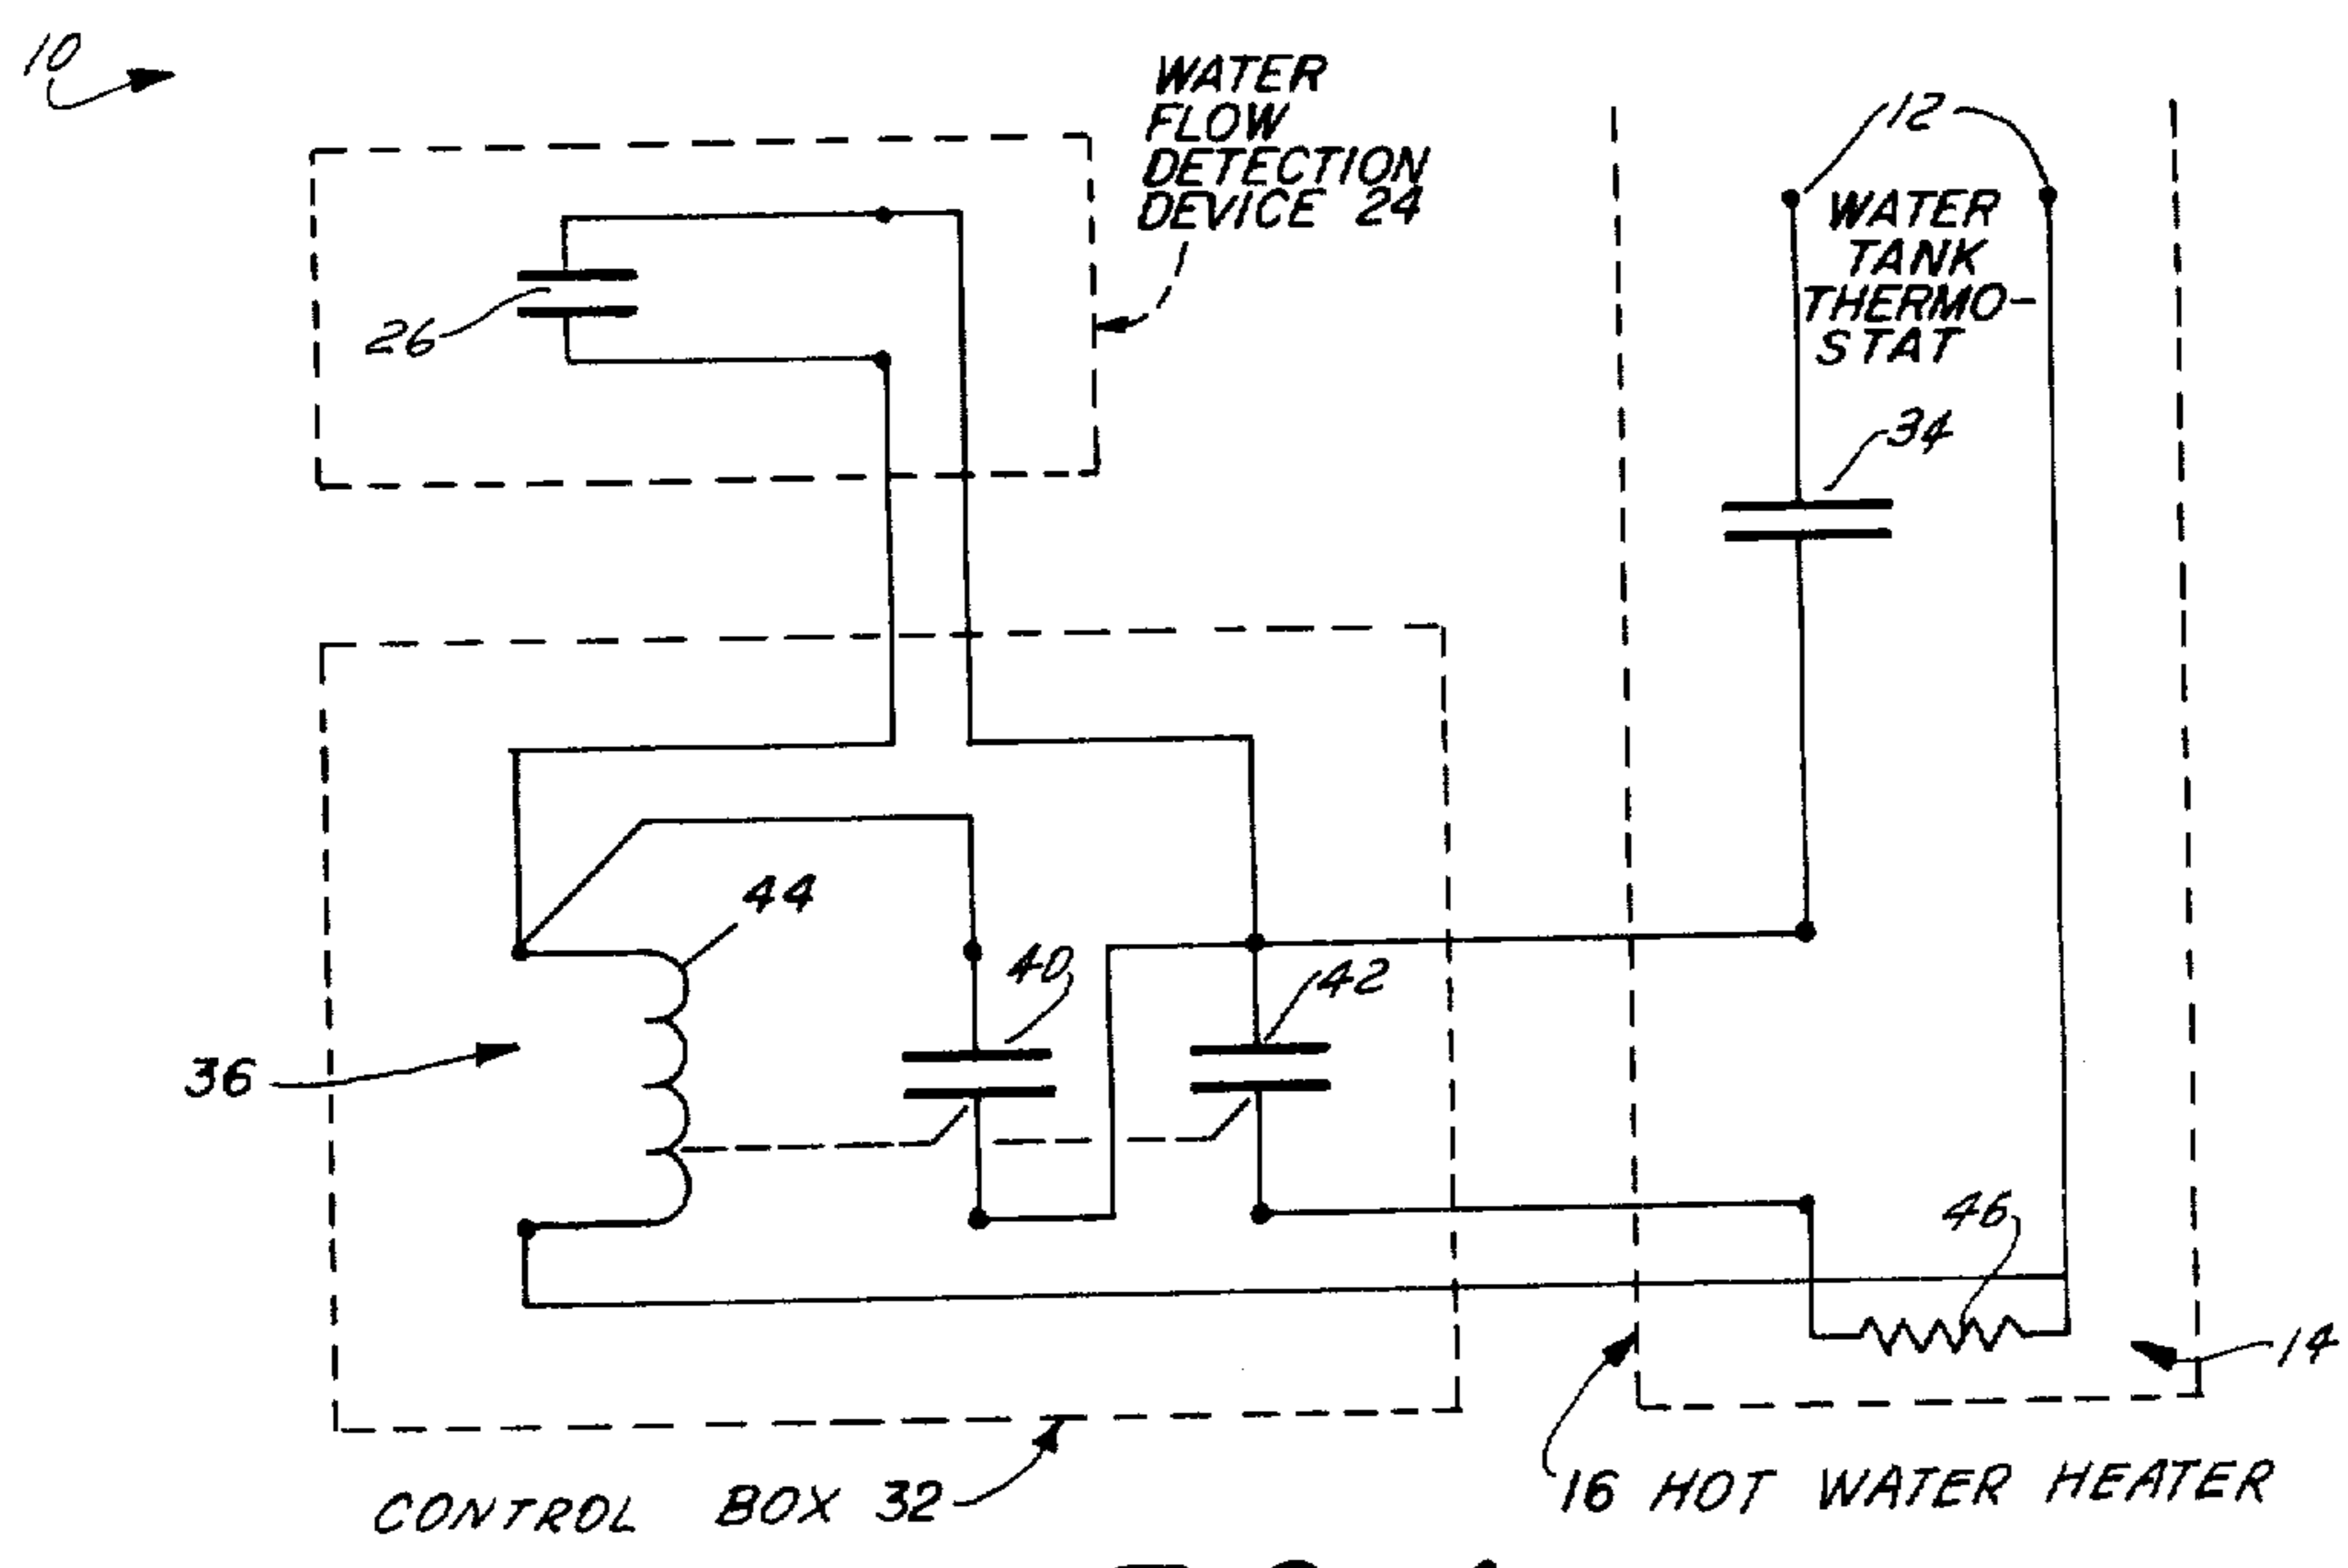 10
WATER
FLOW
DETECTION
DEVICE 24
12
WATER
TANK
THERMO-
STAT
26
34
44
40
42
36
46
14
CONTROL BOX 32
16 HOT WATER HEATER